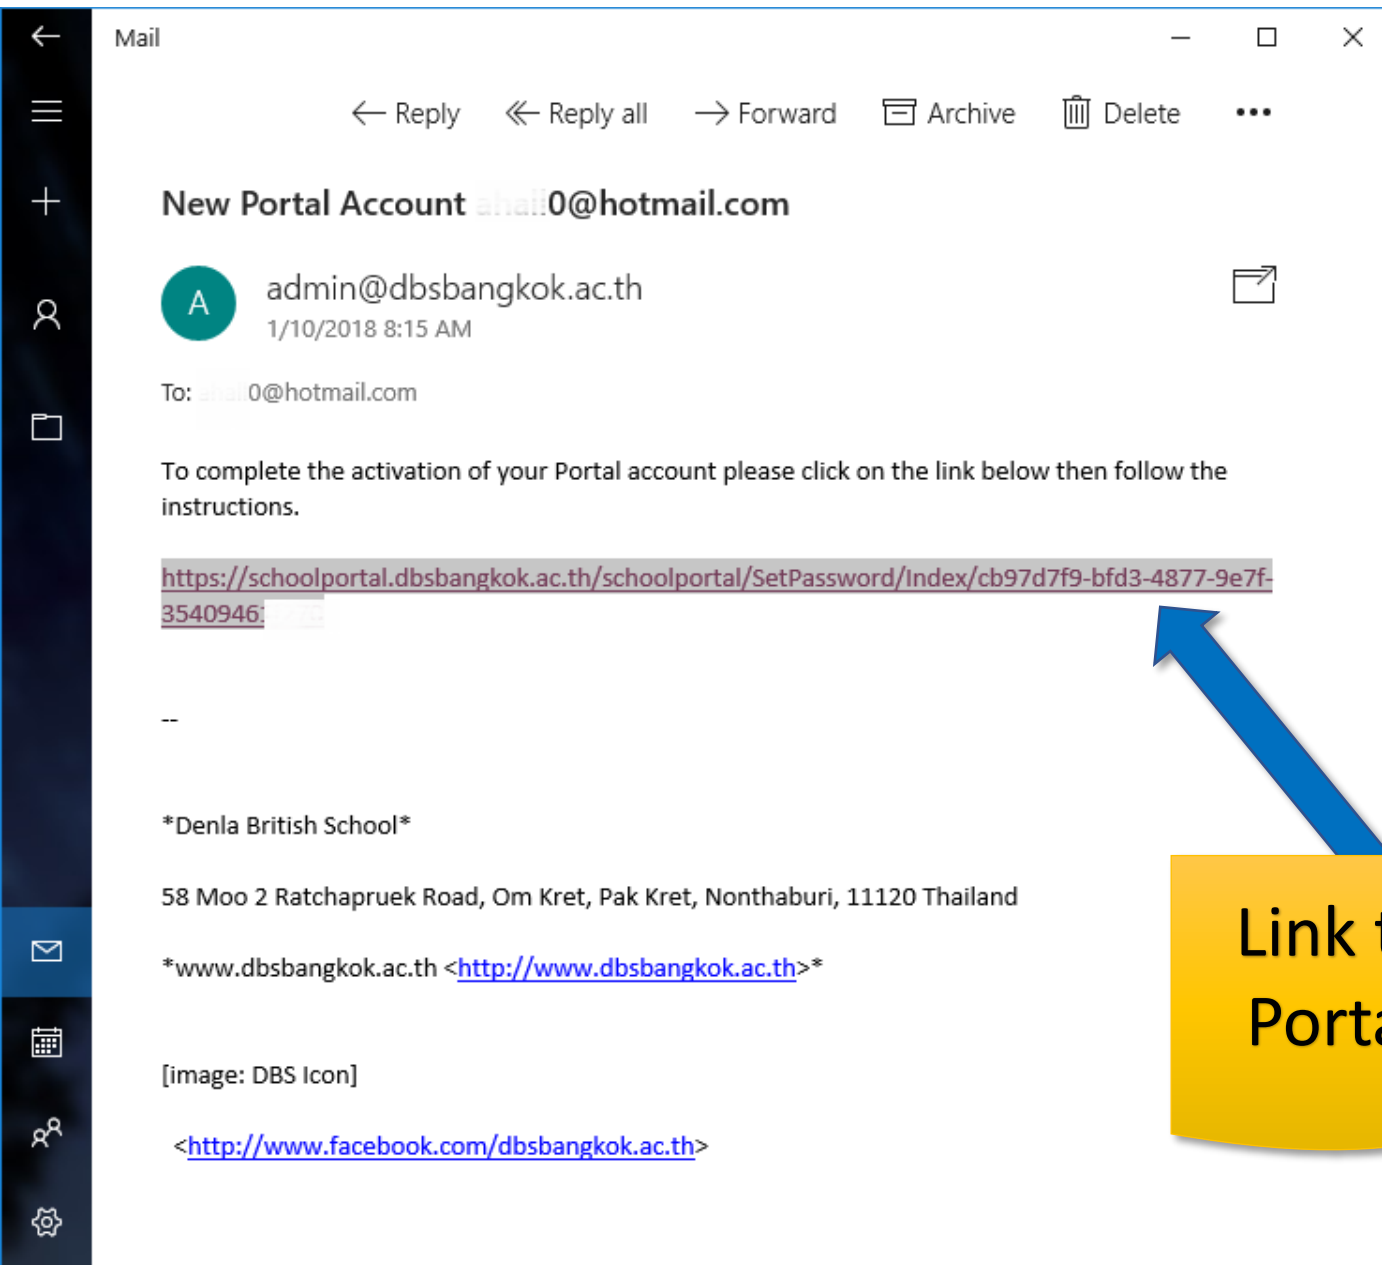 Mail
Reply Reply all Forward Archive Delete
New Portal Account 0@hotmail.com
A
admin@dbsbangkok.ac.th
1/10/2018 8:15 AM
To: 0@hotmail.com
To complete the activation of your Portal account please click on the link below then follow the
instructions.
https://schoolportal.dbsbangkok.ac.th/schoolportal/SetPassword/Index/cb97d7f9-bfd3-4877-9e7f-
3540946
--
*Denla British School*
58 Moo 2 Ratchapruek Road, Om Kret, Pak Kret, Nonthaburi, 11120 Thailand
*www.dbsbangkok.ac.th <http://www.dbsbangkok.ac.th>*
Link
[image: DBS Icon]
<http://www.facebook.com/dbsbangkok.ac.th>